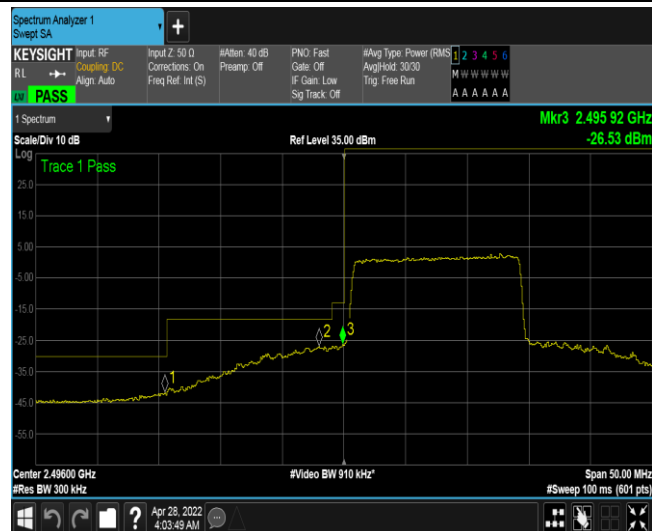 Spectrum Analyzer 1
Swept SA
KEYSIGHT
RL
LXI PASS
Input: RF
Coupling: DC
Align: Auto
Input Z: 50 Ω
Corrections: On
Freq Ref: Int (S)
#Atten: 40 dB
Preamp: Off
PNO: Fast
Gate: Off
IF Gain: Low
Sig Track: Off
#Avg Type: Power (RMS
Avg|Hold: 30/30
Trig: Free Run
1 2 3 4 5 6
M W W W W W
A A A A A A
1 Spectrum
Mkr3 2.495 92 GHz
Scale/Div 10 dB
Ref Level 35.00 dBm
-26.53 dBm
Log
Trace 1 Pass
25.0
15.0
5.00
-5.00
-15.0
-25.0
-35.0
-45.0
-55.0
1
2
3
Center 2.49600 GHz
#Video BW 910 kHz*
Span 50.00 MHz
#Res BW 300 kHz
#Sweep 100 ms (601 pts)
?
Apr 28, 2022
4:03:49 AM